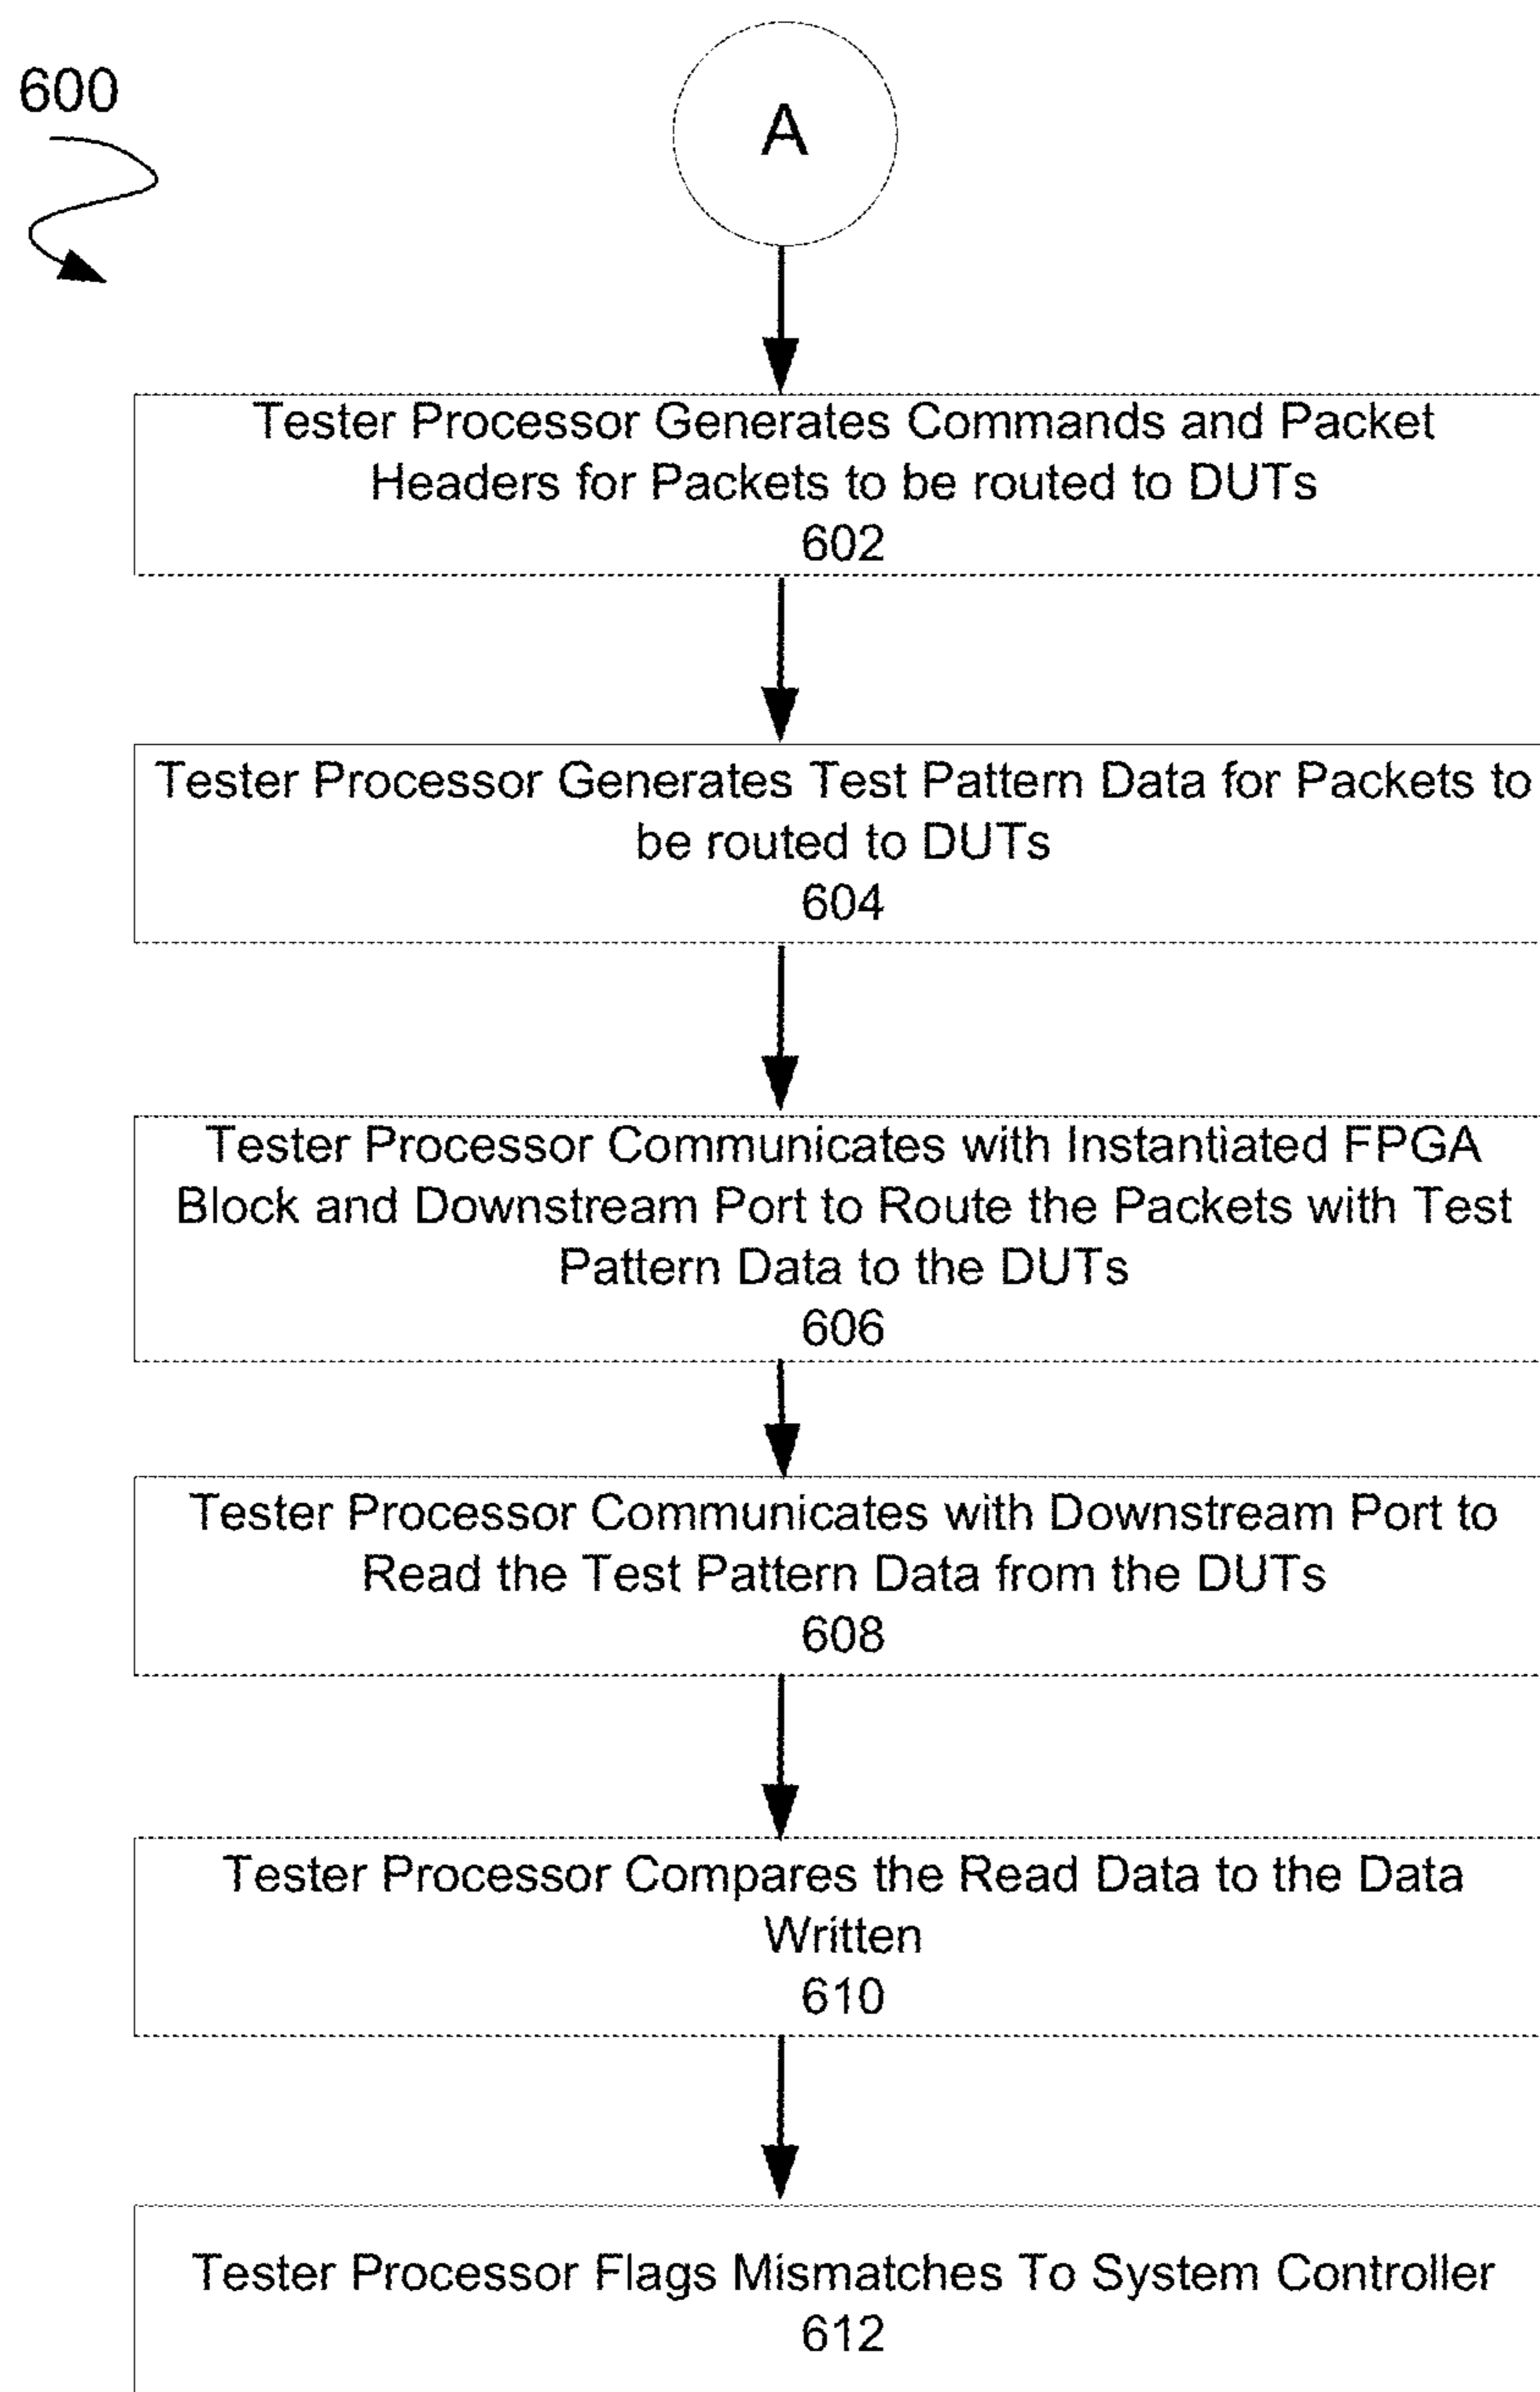 600
A
Tester Processor Generates Commands and Packet
Headers for Packets to be routed to DUTs
602
Tester Processor Generates Test Pattern Data for Packets to
be routed to DUTs
604
Tester Processor Communicates with Instantiated FPGA
Block and Downstream Port to Route the Packets with Test
Pattern Data to the DUTs
606
Tester Processor Communicates with Downstream Port to
Read the Test Pattern Data from the DUTs
608
Tester Processor Compares the Read Data to the Data
Written
610
Tester Processor Flags Mismatches To System Controller
612